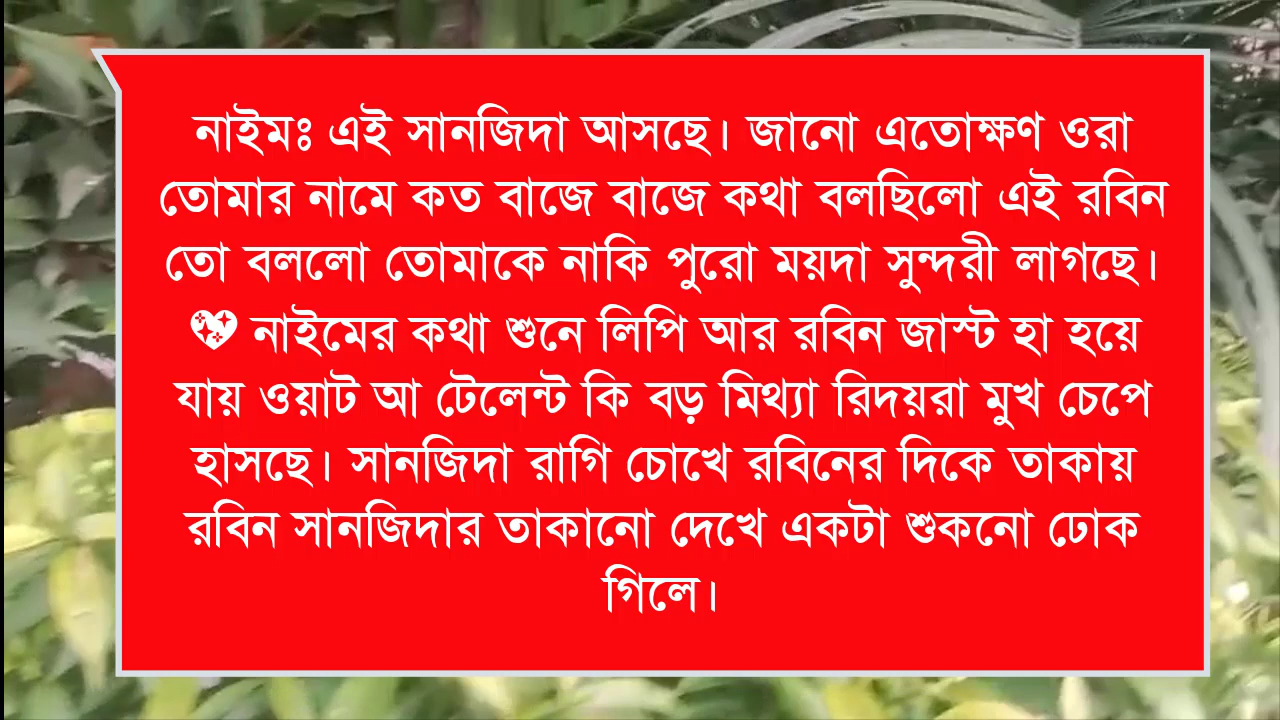 নাইমঃ এই সানজিদা আসছে। জানো এতোক্ষণ ওরা
তোমার নামে কত বাজে বাজে কথা বলছিলো এই রবিন
তো বললো তোমাকে নাকি পুরো ময়দা সুন্দরী লাগছে।
💖 নাইমের কথা শুনে লিপি আর রবিন জাস্ট হা হয়ে
যায় ওয়াট আ টেলেন্ট কি বড় মিথ্যা রিদয়রা মুখ চেপে
হাসছে। সানজিদা রাগি চোখে রবিনের দিকে তাকায়
রবিন সানজিদার তাকানো দেখে একটা শুকনো ঢোক
গিলে।